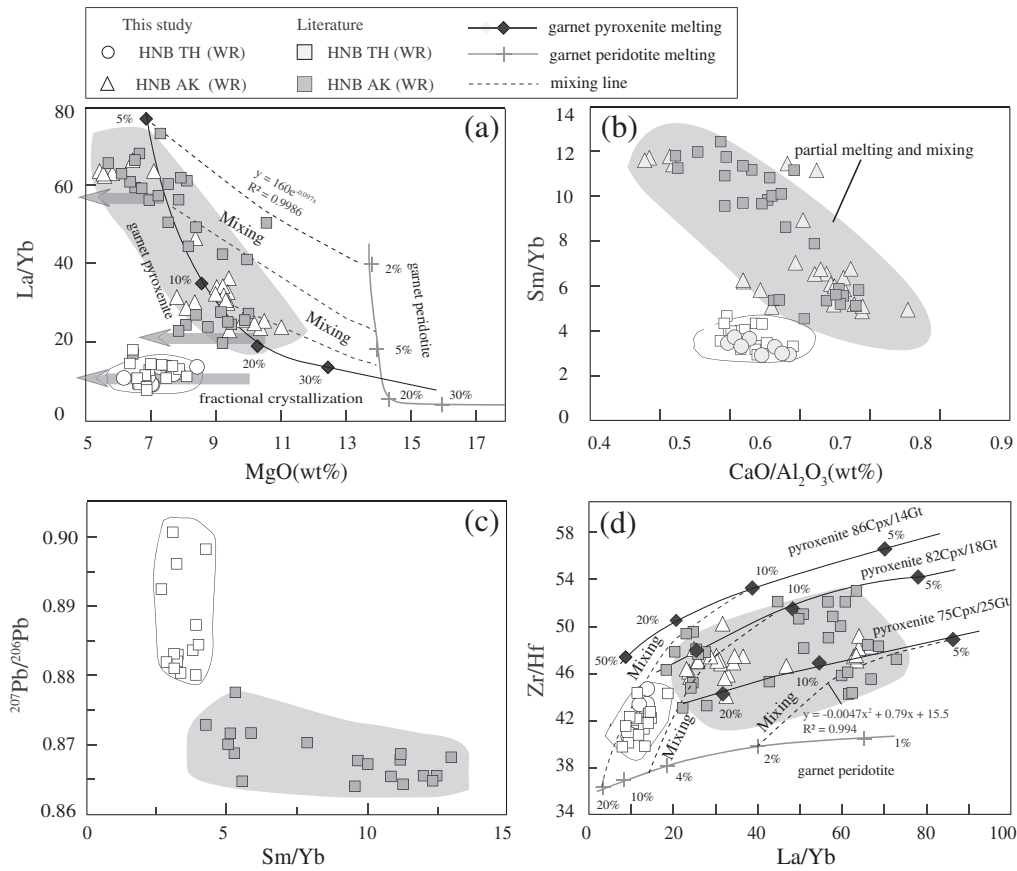 This study
Literature
HNB TH (WR)
HNB TH (WR)
HNB AK (WR)
HNB AK (WR)
garnet pyroxenite melting
garnet peridotite melting
mixing line
(a)
80
60
40
20
0
La/Yb
5%
10%
20%
30%
y = 160e^-0.097x
R² = 0.9986
Mixing
Mixing
garnet pyroxenite
garnet peridotite
2%
5%
20%
30%
fractional crystallization
5 7 9 11 13 15 17
MgO(wt%)
(b)
14
12
10
8
6
4
2
0
Sm/Yb
partial melting and mixing
0.4 0.5 0.6 0.7 0.8 0.9
CaO/Al₂O₃(wt%)
(c)
0.90
0.89
0.88
0.87
0.86
²⁰⁷Pb/²⁰⁶Pb
0 5 10 15
Sm/Yb
(d)
58
54
50
46
42
38
34
Zr/Hf
pyroxenite 86Cpx/14Gt
5%
10%
20%
50%
pyroxenite 82Cpx/18Gt
5%
10%
pyroxenite 75Cpx/25Gt
5%
10%
20%
Mixing
Mixing
Mixing
y = -0.0047x² + 0.79x + 15.5
R² = 0.994
1%
2%
4%
10%
20%
garnet peridotite
0 20 40 60 80 100
La/Yb